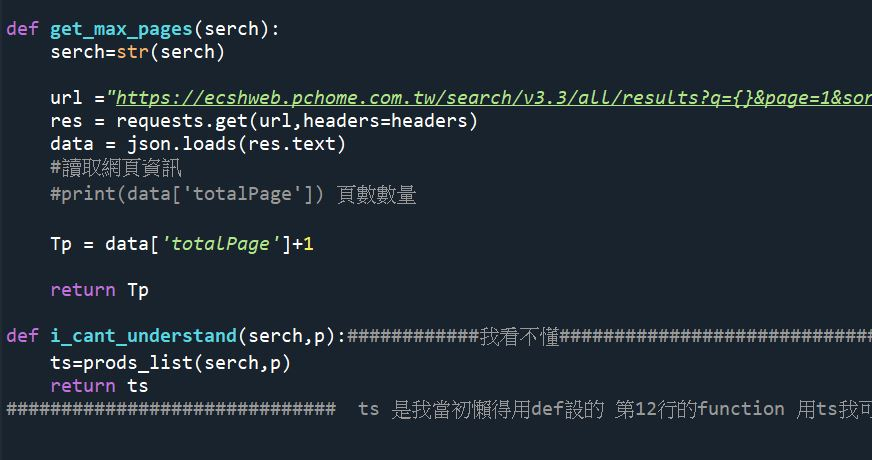 def get_max_pages(serch):
    serch=str(serch)
    url ="https://ecshweb.pchome.com.tw/search/v3.3/all/results?q={}&page=1&sor
    res = requests.get(url,headers=headers)
    data = json.loads(res.text)
    #讀取網頁資訊
    #print(data['totalPage']) 頁數數量
    Tp = data['totalPage']+1
    return Tp
def i_cant_understand(serch,p):############我看不懂#############################
    ts=prods_list(serch,p)
    return ts
############################## ts 是我當初懶得用def設的 第12行的function 用ts我可